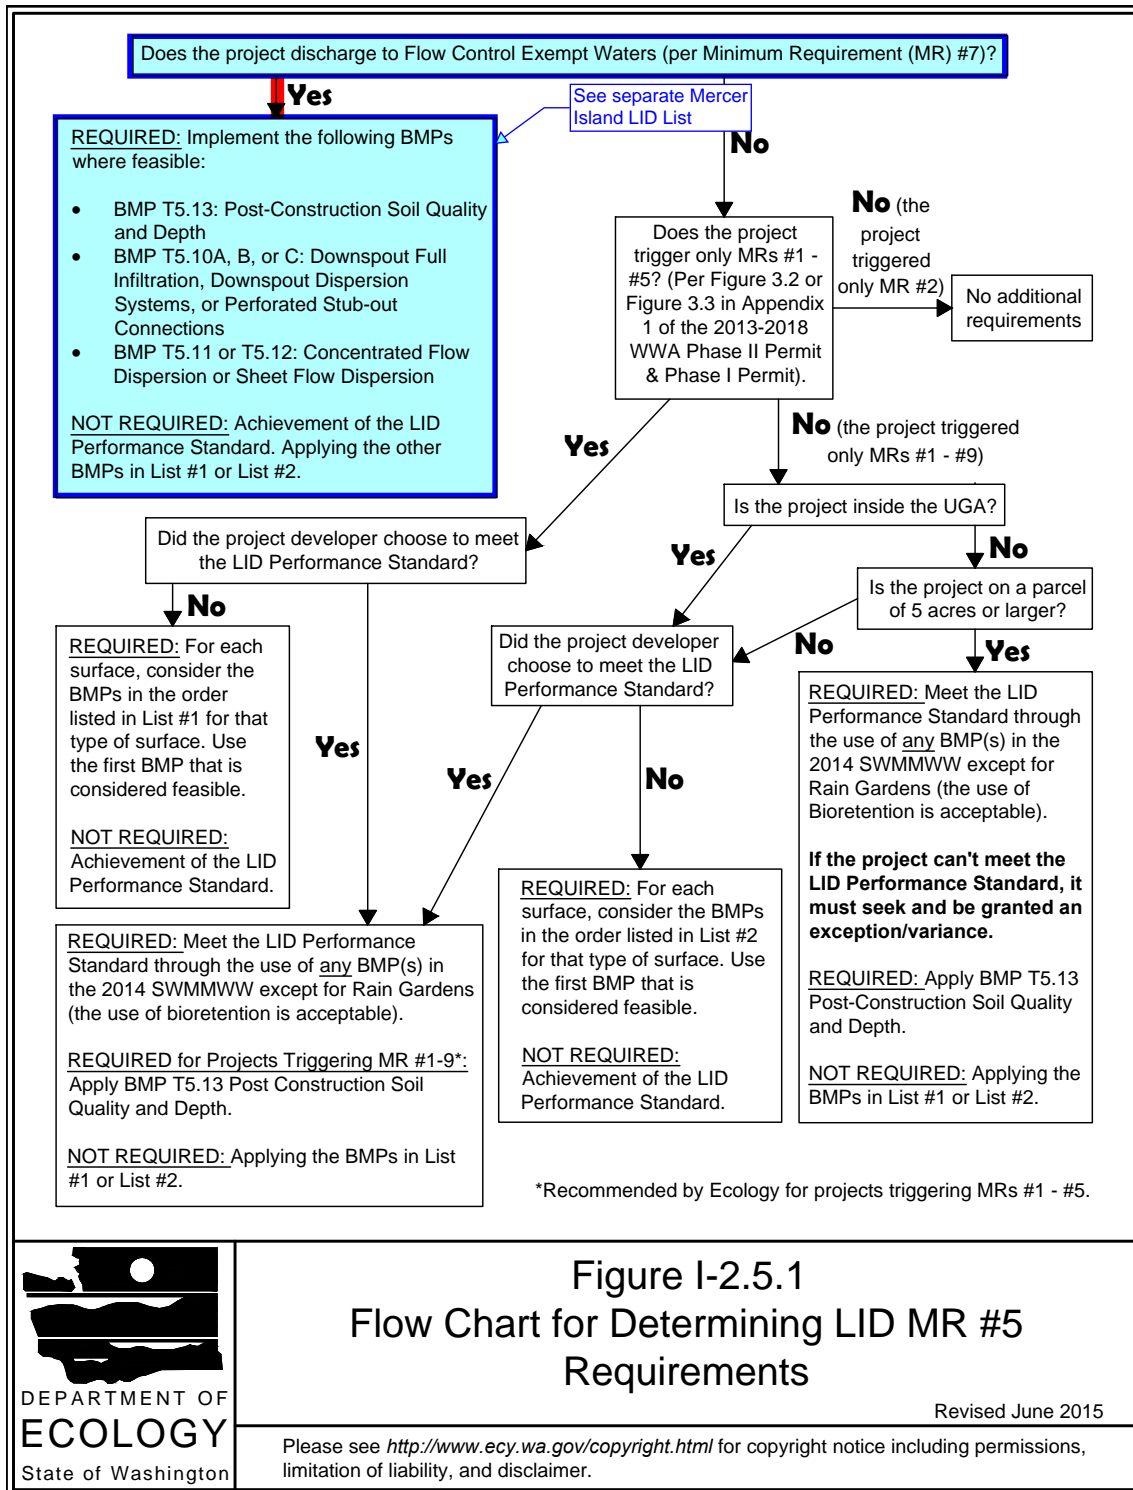 Does the project discharge to Flow Control Exempt Waters (per Minimum Requirement (MR) #7)?
Yes
See separate Mercer
Island LID List
No
REQUIRED: Implement the following BMPs
where feasible:
• BMP T5.13: Post-Construction Soil Quality
and Depth
• BMP T5.10A, B, or C: Downspout Full
Infiltration, Downspout Dispersion
Systems, or Perforated Stub-out
Connections
• BMP T5.11 or T5.12: Concentrated Flow
Dispersion or Sheet Flow Dispersion
NOT REQUIRED: Achievement of the LID
Performance Standard. Applying the other
BMPs in List #1 or List #2.
Does the project
trigger only MRs #1 -
#5? (Per Figure 3.2 or
Figure 3.3 in Appendix
1 of the 2013-2018
WWA Phase II Permit
& Phase I Permit).
No (the
project
triggered
only MR #2)
No additional
requirements
Yes
No (the project triggered
only MRs #1 - #9)
Is the project inside the UGA?
Did the project developer choose to meet
the LID Performance Standard?
Yes
No
Is the project on a parcel
of 5 acres or larger?
No
Did the project developer
choose to meet the LID
Performance Standard?
No
Yes
REQUIRED: For each
surface, consider the
BMPs in the order
listed in List #1 for that
type of surface. Use
the first BMP that is
considered feasible.
NOT REQUIRED:
Achievement of the LID
Performance Standard.
Yes
Yes
No
REQUIRED: Meet the LID
Performance Standard through
the use of any BMP(s) in the
2014 SWMMWW except for
Rain Gardens (the use of
Bioretention is acceptable).
If the project can't meet the
LID Performance Standard, it
must seek and be granted an
exception/variance.
REQUIRED: Apply BMP T5.13
Post-Construction Soil Quality
and Depth.
NOT REQUIRED: Applying the
BMPs in List #1 or List #2.
REQUIRED: For each
surface, consider the BMPs
in the order listed in List #2
for that type of surface. Use
the first BMP that is
considered feasible.
NOT REQUIRED:
Achievement of the LID
Performance Standard.
REQUIRED: Meet the LID Performance
Standard through the use of any BMP(s) in
the 2014 SWMMWW except for Rain Gardens
(the use of bioretention is acceptable).
REQUIRED for Projects Triggering MR #1-9*:
Apply BMP T5.13 Post Construction Soil
Quality and Depth.
NOT REQUIRED: Applying the BMPs in List
#1 or List #2.
*Recommended by Ecology for projects triggering MRs #1 - #5.
DEPARTMENT OF
ECOLOGY
State of Washington
Figure I-2.5.1
Flow Chart for Determining LID MR #5
Requirements
Revised June 2015
Please see http://www.ecy.wa.gov/copyright.html for copyright notice including permissions,
limitation of liability, and disclaimer.